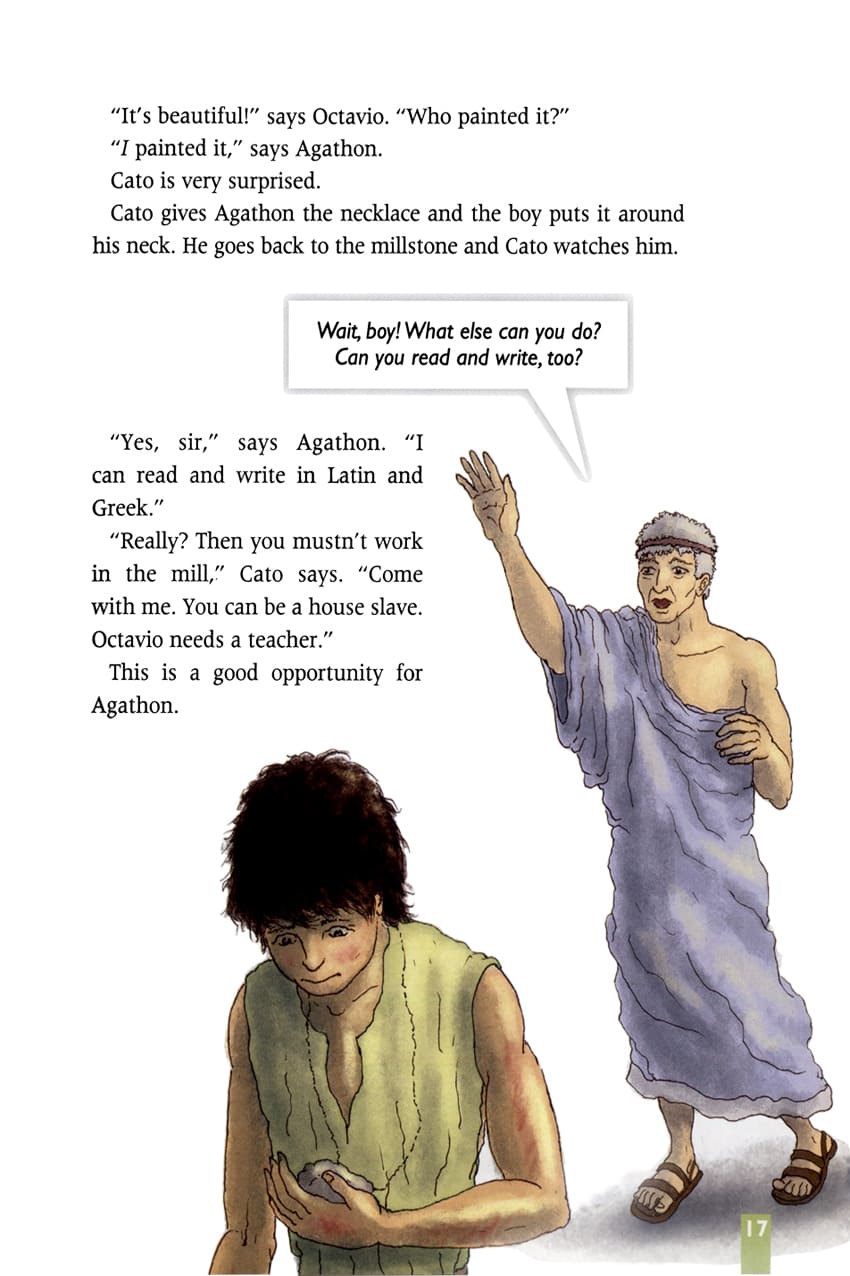 “It’s beautiful!” says Octavio. “Who painted it?”
“I painted it,” says Agathon.
Cato is very surprised.
Cato gives Agathon the necklace and the boy puts it around
his neck. He goes back to the millstone and Cato watches him.
Wait, boy! What else can you do?
Can you read and write, too?
“Yes, sir,” says Agathon. “I
can read and write in Latin and
Greek.”
“Really? Then you mustn’t work
in the mill,” Cato says. “Come
with me. You can be a house slave.
Octavio needs a teacher.”
This is a good opportunity for
Agathon.
17